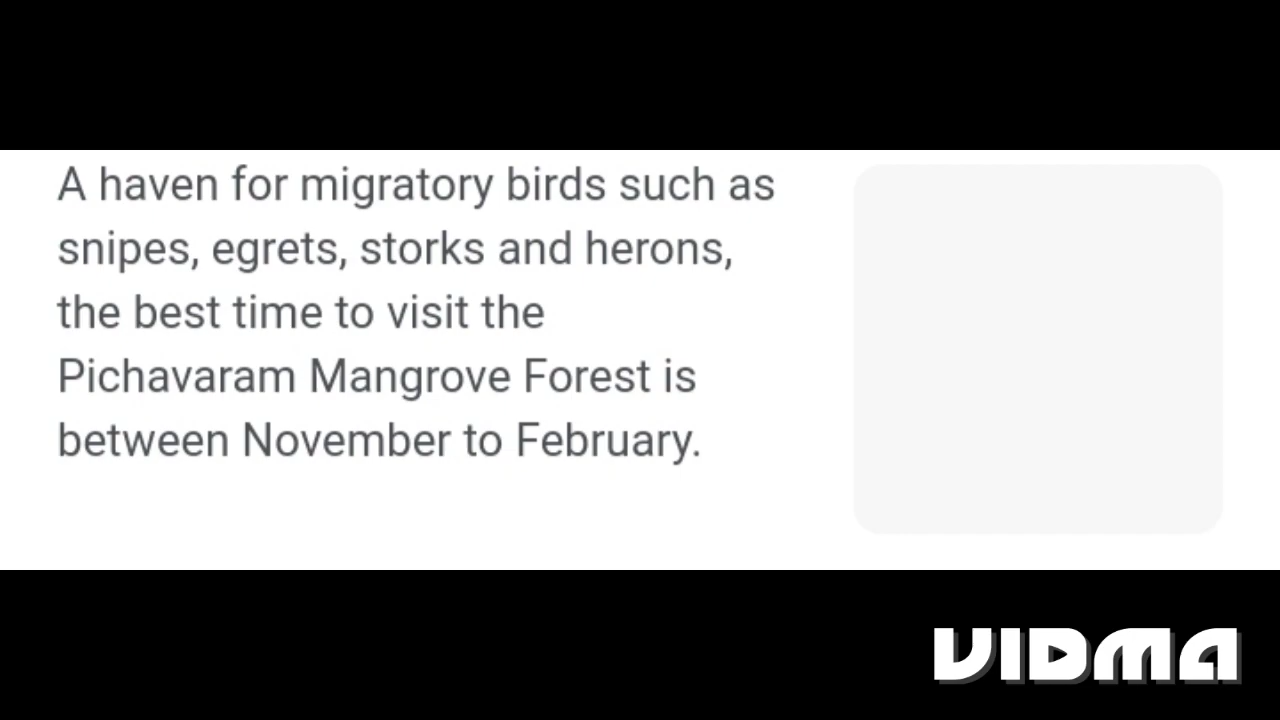 A haven for migratory birds such as
snipes, egrets, storks and herons,
the best time to visit the
Pichavaram Mangrove Forest is
between November to February.
VIDMA